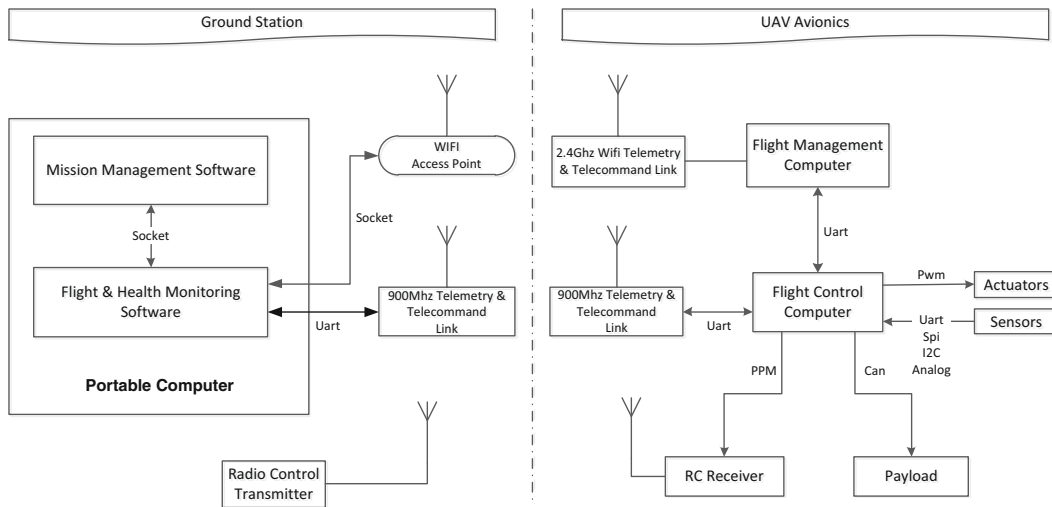 Ground Station
UAV Avionics
Mission Management Software
Socket
Flight & Health Monitoring
Software
Portable Computer
WIFI
Access Point
Socket
900Mhz Telemetry &
Telecommand
Link
Uart
Radio Control
Transmitter
2.4Ghz Wifi Telemetry
& Telecommand Link
Flight Management
Computer
Uart
900Mhz Telemetry
& Telecommand
Link
Uart
Flight Control
Computer
Pwm
Actuators
Uart
Spi
I2C
Analog
Sensors
PPM
Can
RC Receiver
Payload